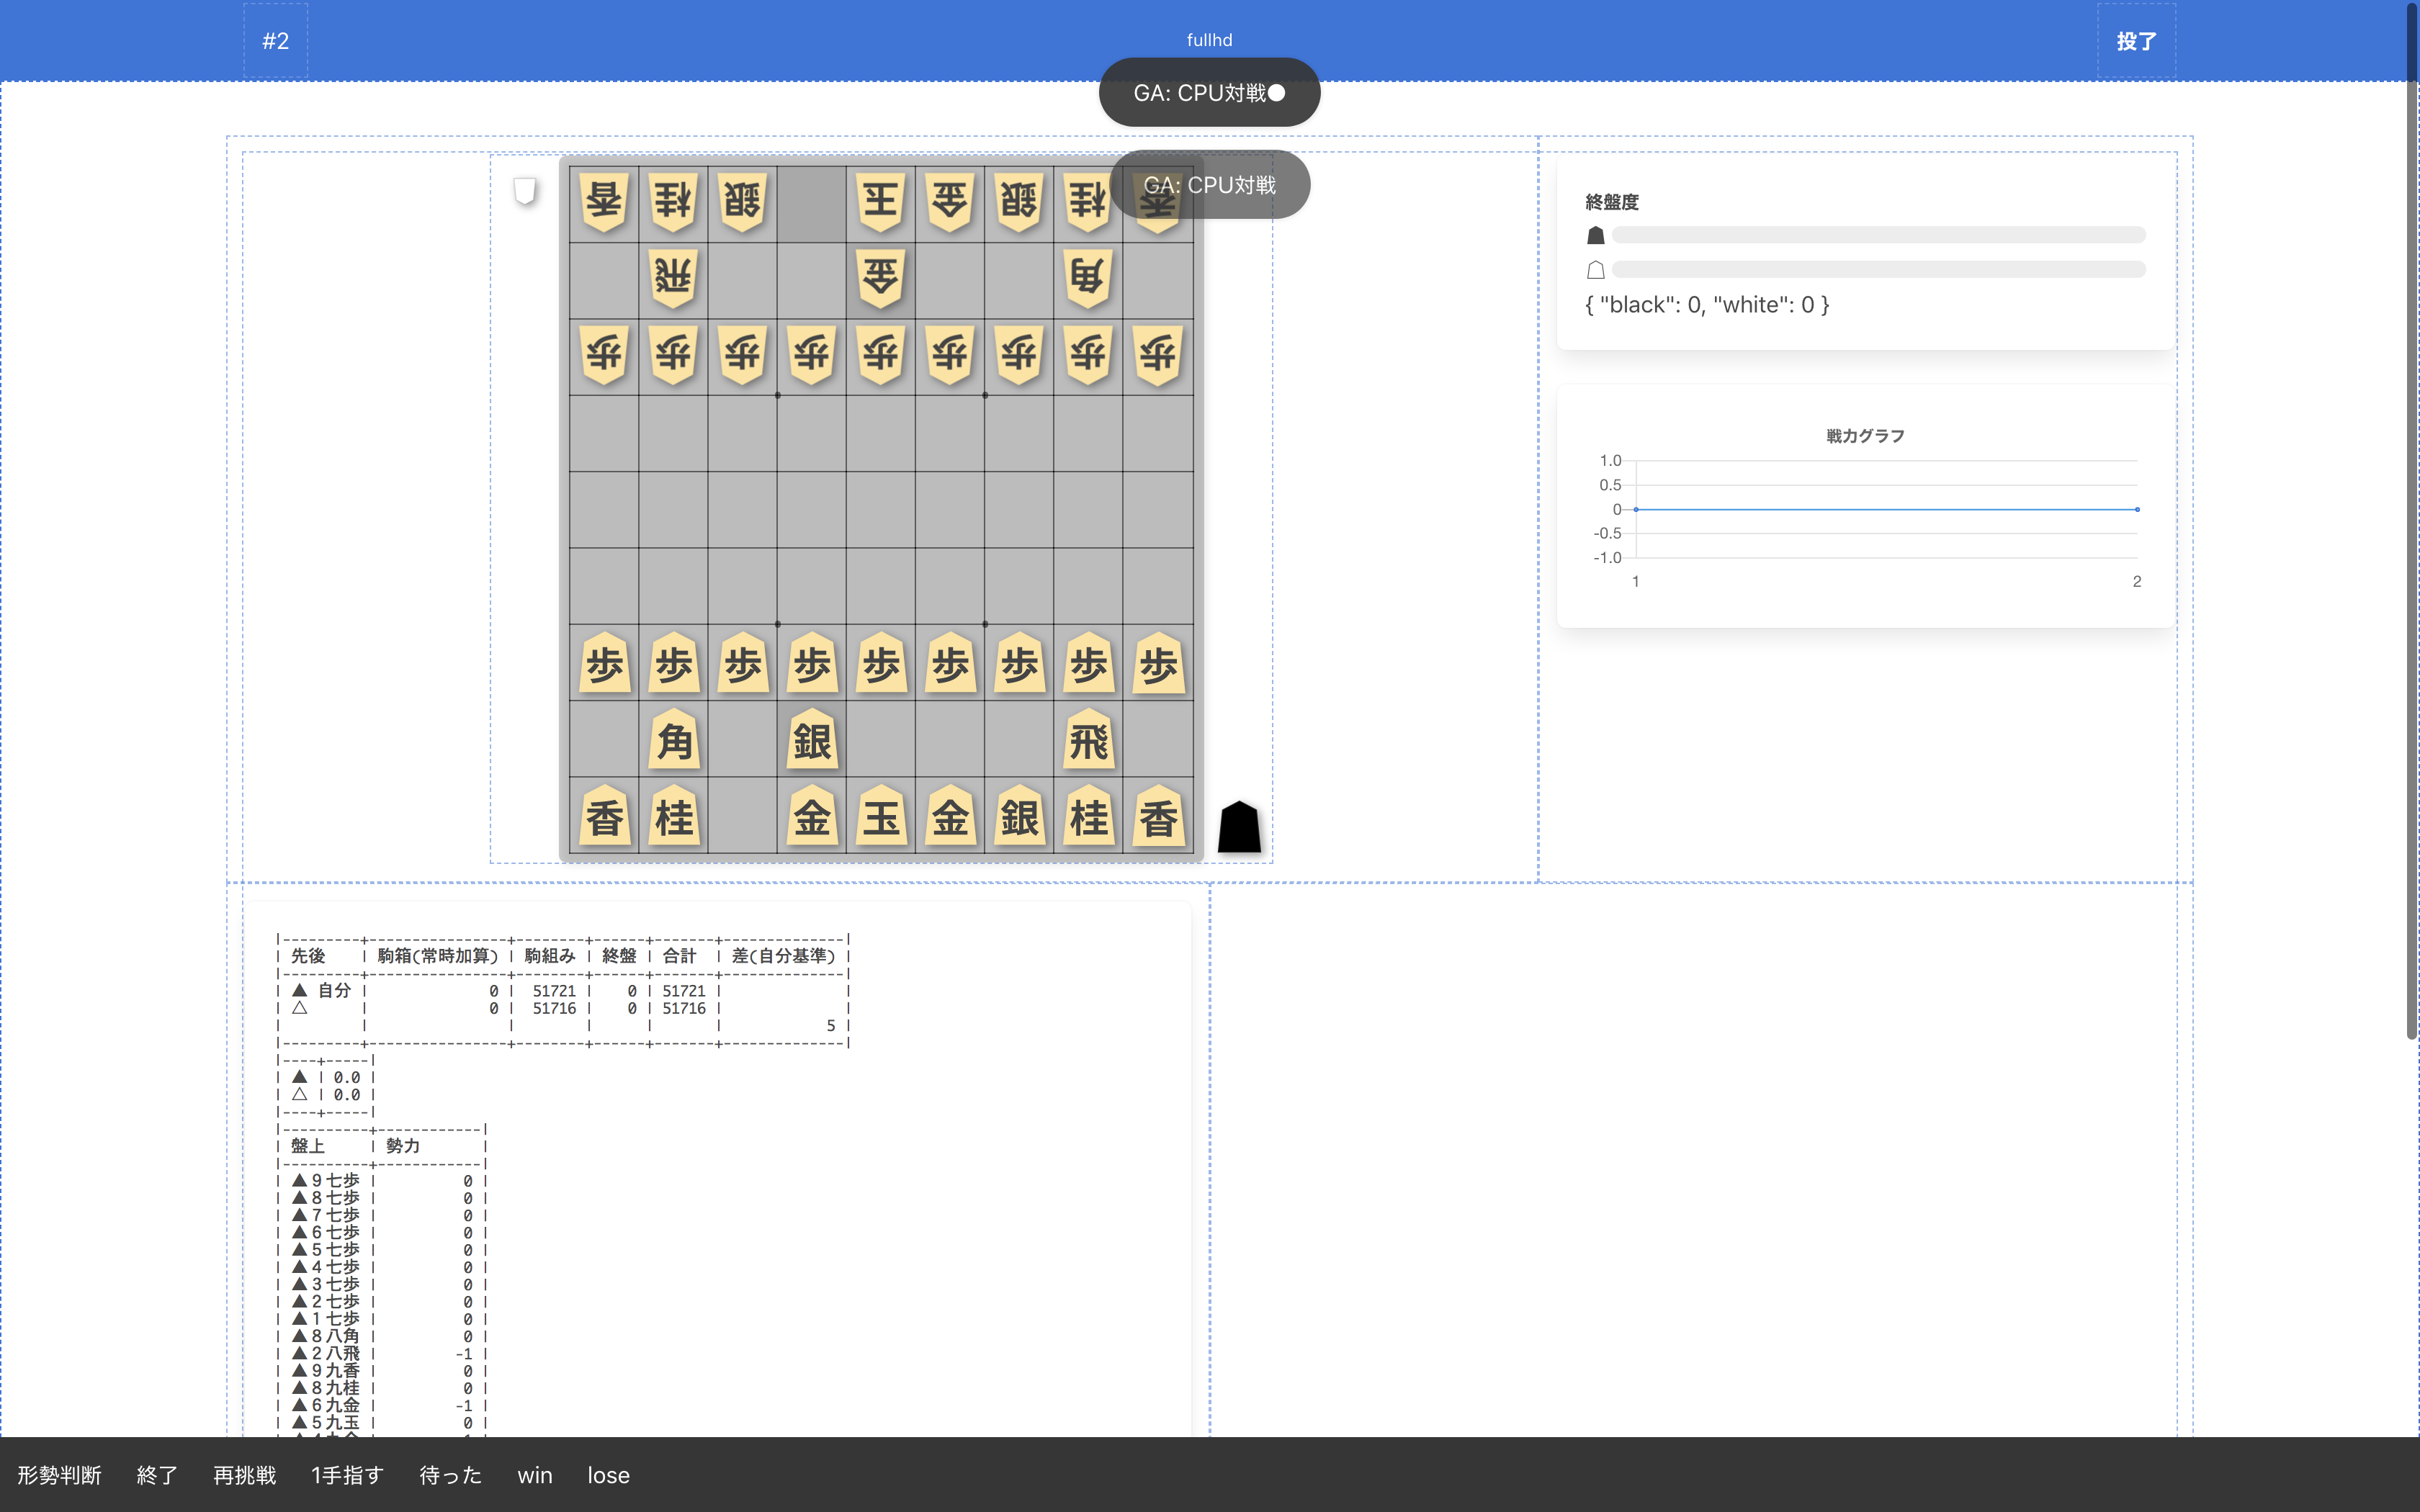 #2
fullhd
投了
GA: CPU対戦●
GA: CPU対戦
香 桂 銀 玉 金 銀 桂 香
飛 金 角
歩 歩 歩 歩 歩 歩 歩 歩 歩
歩 歩 歩 歩 歩 歩 歩 歩 歩
角 銀 飛
香 桂 金 玉 金 銀 桂 香
終盤度
{ "black": 0, "white": 0 }
戦力グラフ
1.0
0.5
0
-0.5
-1.0
1 2
|---------+----------------+--------+------+-------+--------------|
| 先後 | 駒箱(常時加算) | 駒組み | 終盤 | 合計 | 差(自分基準) |
|---------+----------------+--------+------+-------+--------------|
| ▲ 自分 | 0 | 51721 | 0 | 51721 | |
| △ | 0 | 51716 | 0 | 51716 | |
| | | | | | 5 |
|---------+----------------+--------+------+-------+--------------|
|----+-----|
| ▲ | 0.0 |
| △ | 0.0 |
|----+-----|
|----------+------------|
| 盤上 | 勢力 |
|----------+------------|
| ▲9七歩 | 0 |
| ▲8七歩 | 0 |
| ▲7七歩 | 0 |
| ▲6七歩 | 0 |
| ▲5七歩 | 0 |
| ▲4七歩 | 0 |
| ▲3七歩 | 0 |
| ▲2七歩 | 0 |
| ▲1七歩 | 0 |
| ▲8八角 | 0 |
| ▲2八飛 | -1 |
| ▲9九香 | 0 |
| ▲8九桂 | 0 |
| ▲6九金 | -1 |
| ▲5九玉 | 0 |
形勢判断 終了 再挑戦 1手指す 待った win lose